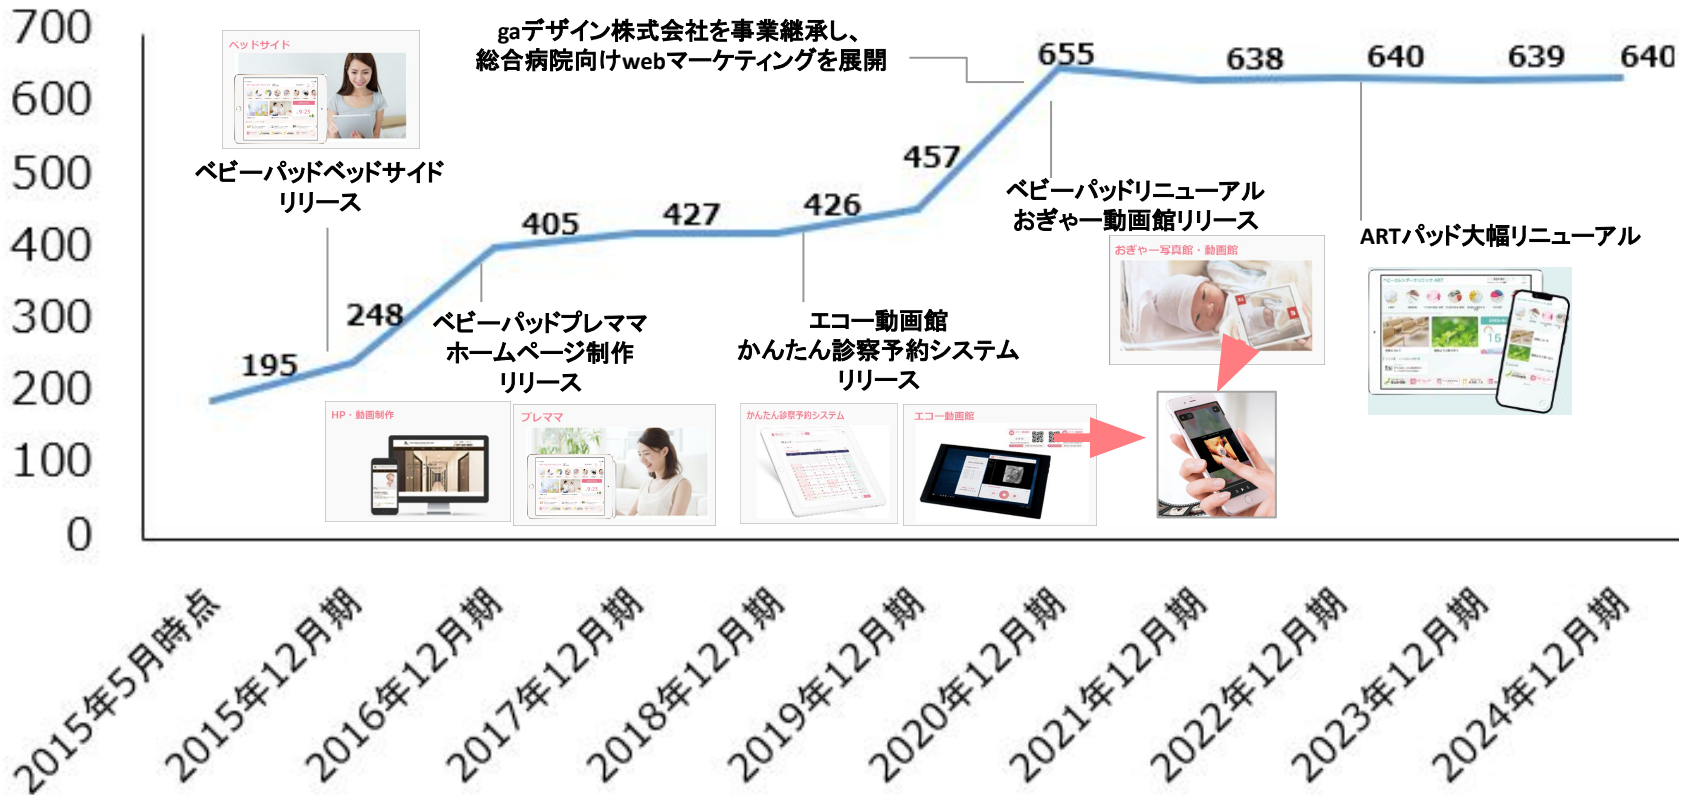 700
600
500
400
300
200
100
0
ベッドサイド
ベビーパッドベッドサイド
リリース
gaデザイン株式会社を事業継承し、
総合病院向けwebマーケティングを展開
195
248
405
427
426
457
655
638
640
639
640
ベビーパッドプレママ
ホームページ制作
リリース
HP・動画制作
プレママ
エコー動画館
かんたん診察予約システム
リリース
かんたん診察予約システム
エコー動画館
ベビーパッドリニューアル
おぎゃー動画館リリース
おぎゃー写真館・動画館
ARTパッド大幅リニューアル
2015年5月時点
2015年12月期
2016年12月期
2017年12月期
2018年12月期
2019年12月期
2020年12月期
2021年12月期
2022年12月期
2023年12月期
2024年12月期